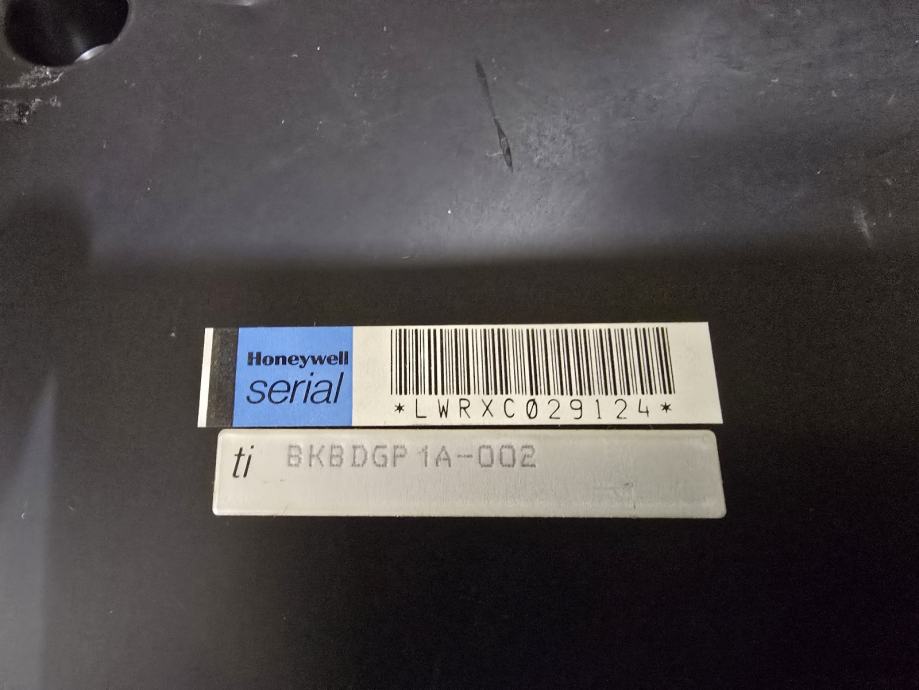 Honeywell
serial
*LWRXC029124*
ti BKBDGP1A-002